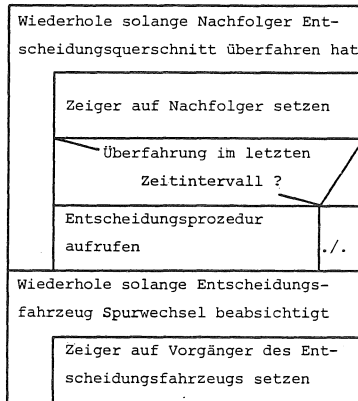 Wiederhole solange Nachfolger Ent-
scheidungsquerschnitt überfahren hat
Zeiger auf Nachfolger setzen
Überfahrung im letzten
Zeitintervall ?
Entscheidungsprozedur
aufrufen ./.
Wiederhole solange Entscheidungs-
fahrzeug Spurwechsel beabsichtigt
Zeiger auf Vorgänger des Ent-
scheidungsfahrzeugs setzen